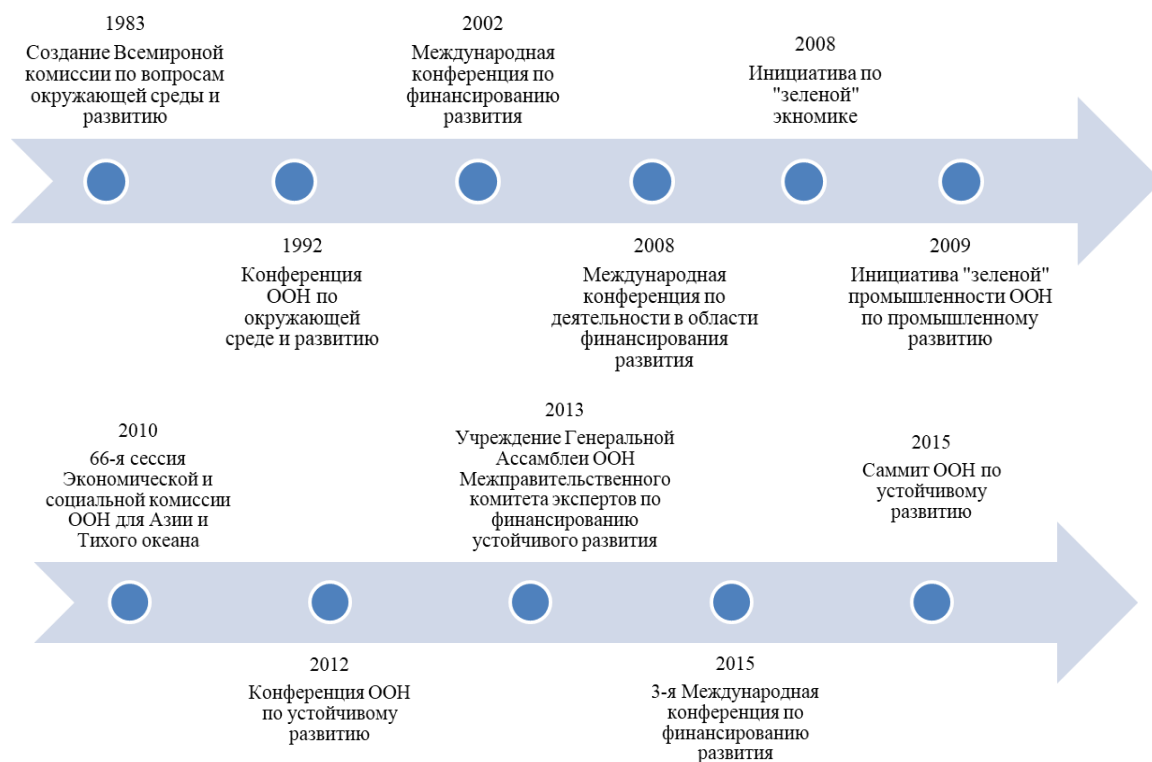 1983
Создание Всемироной
комиссии по вопросам
окружающей среды и
развитию
1992
Конференция
ООН по
окружающей
среде и развитию
2002
Международная
конференция по
финансированию
развития
2008
Международная
конференция по
деятельности в области
финансирования
развития
2008
Инициатива по
"зеленой"
экномике
2009
Инициатива "зеленой"
промышленности ООН
по промышленному
развитию
2010
66-я сессия
Экономической и
социальной комиссии
ООН для Азии и
Тихого океана
2012
Конференция ООН
по устойчивому
развитию
2013
Учреждение Генеральной
Ассамблеи ООН
Межправительственного
комитета экспертов по
финансированию
устойчивого развития
2015
3-я Международная
конференция по
финансированию
развития
2015
Саммит ООН по
устойчивому
развитию